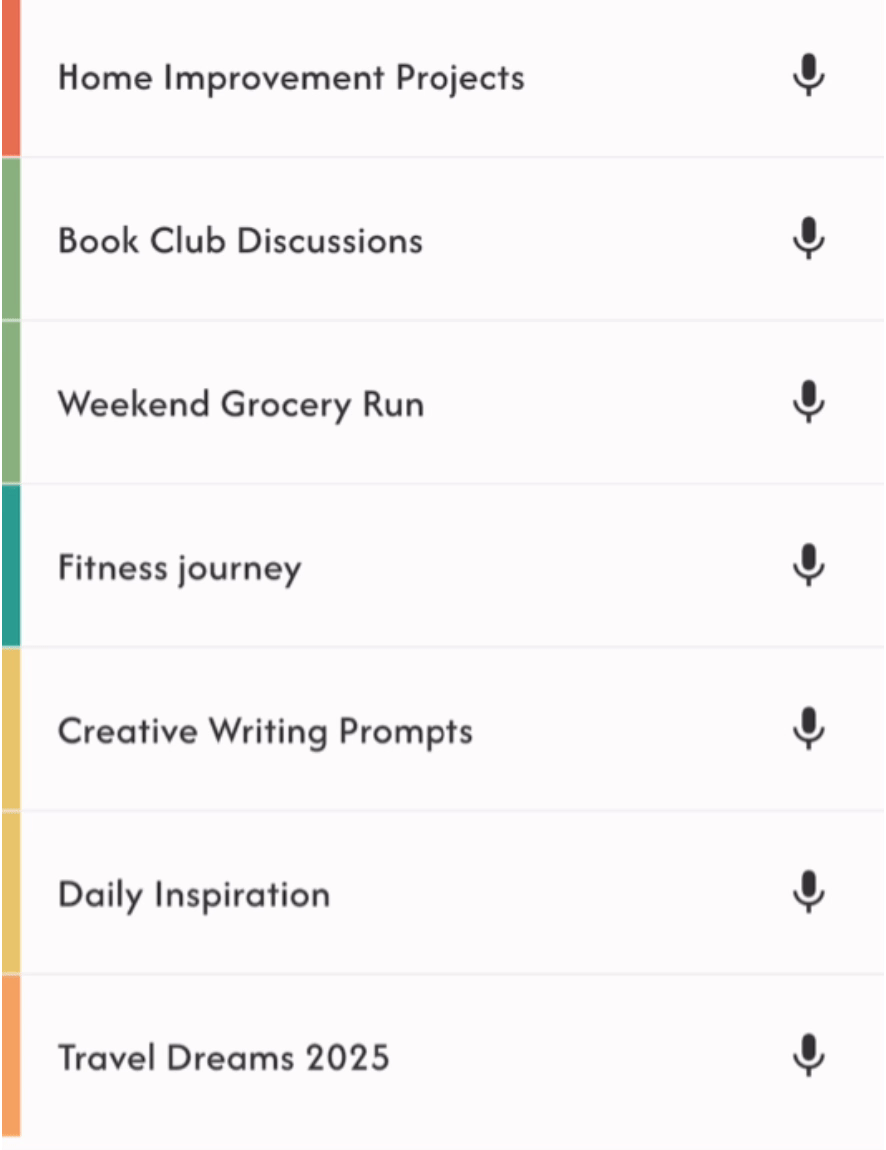 Home Improvement Projects
Book Club Discussions
Weekend Grocery Run
Fitness journey
Creative Writing Prompts
Daily Inspiration
Travel Dreams 2025